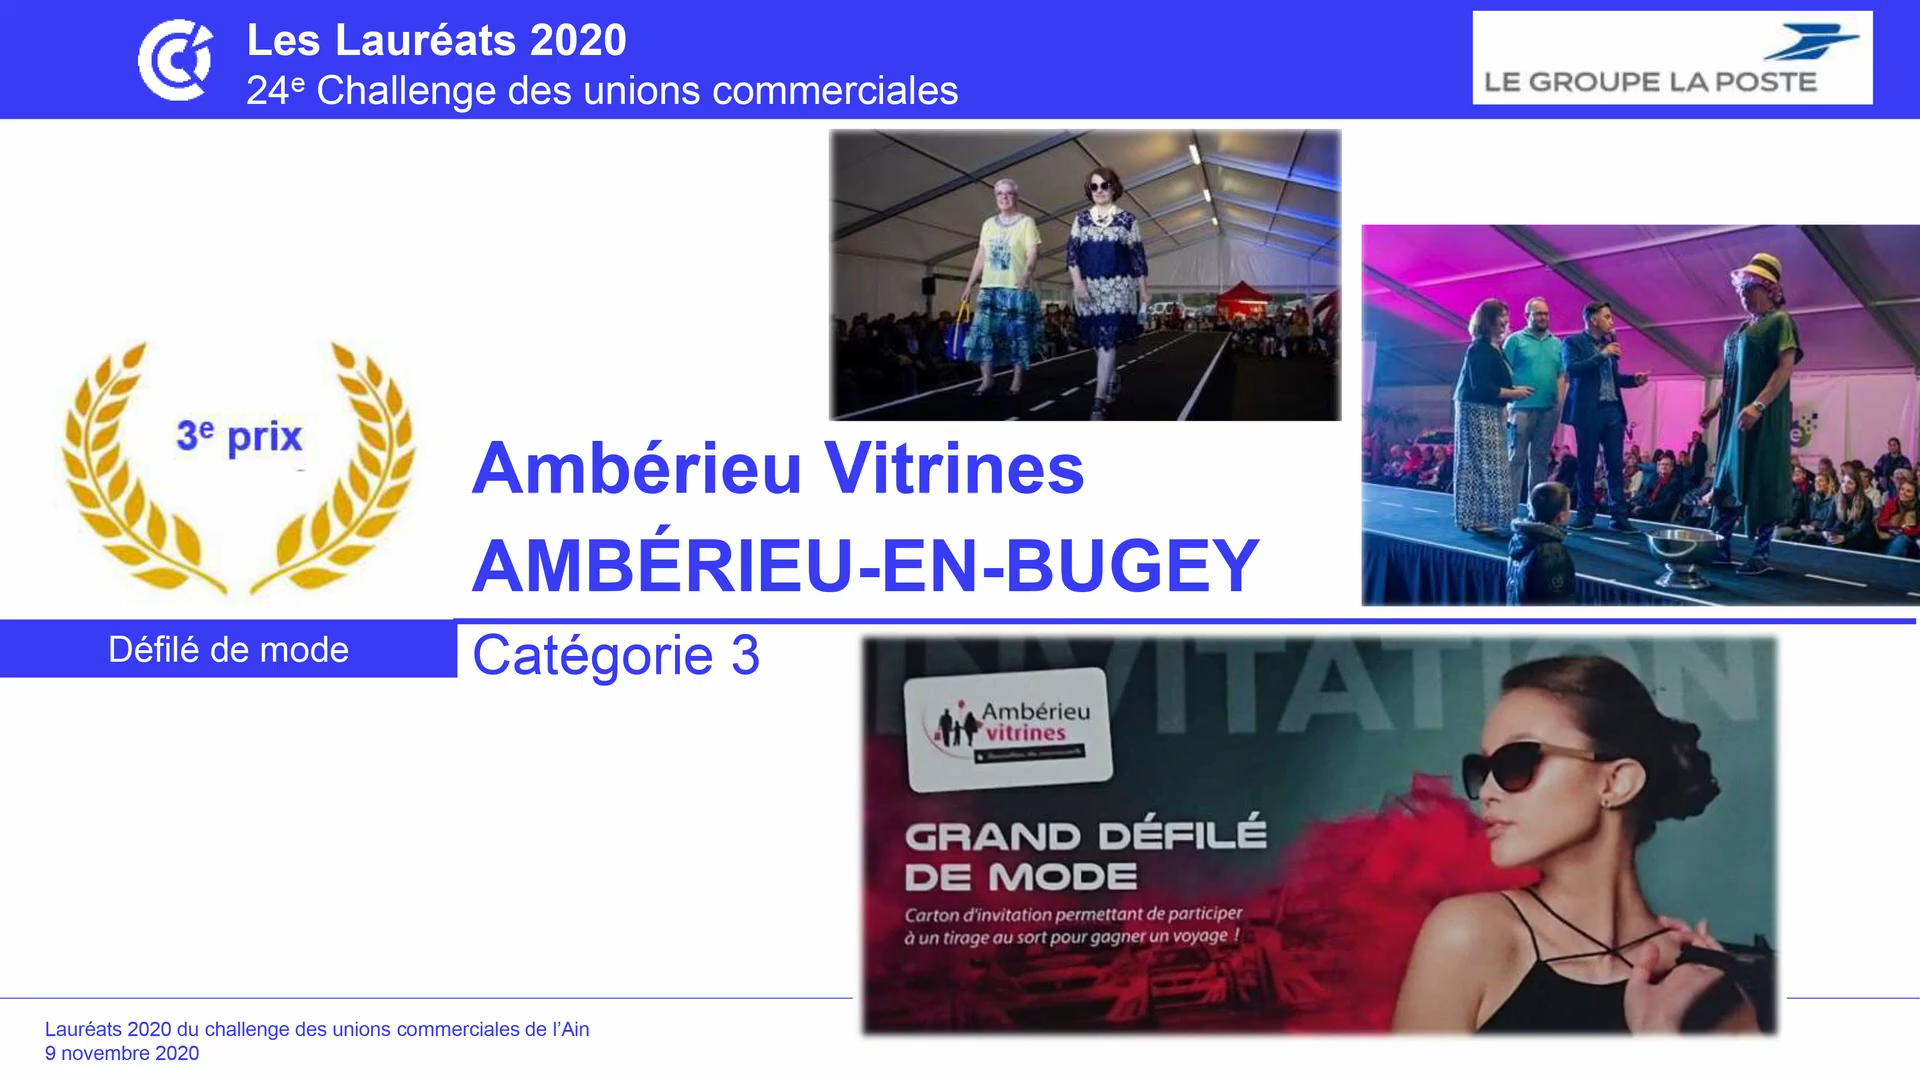 Les Lauréats 2020
24e Challenge des unions commerciales
LE GROUPE LA POSTE
3e prix
Ambérieu Vitrines
AMBÉRIEU-EN-BUGEY
Défilé de mode
Catégorie 3
INVITATION
Ambérieu
vitrines
GRAND DÉFILÉ
DE MODE
Carton d'invitation permettant de participer
à un tirage au sort pour gagner un voyage !
Lauréats 2020 du challenge des unions commerciales de l'Ain
9 novembre 2020